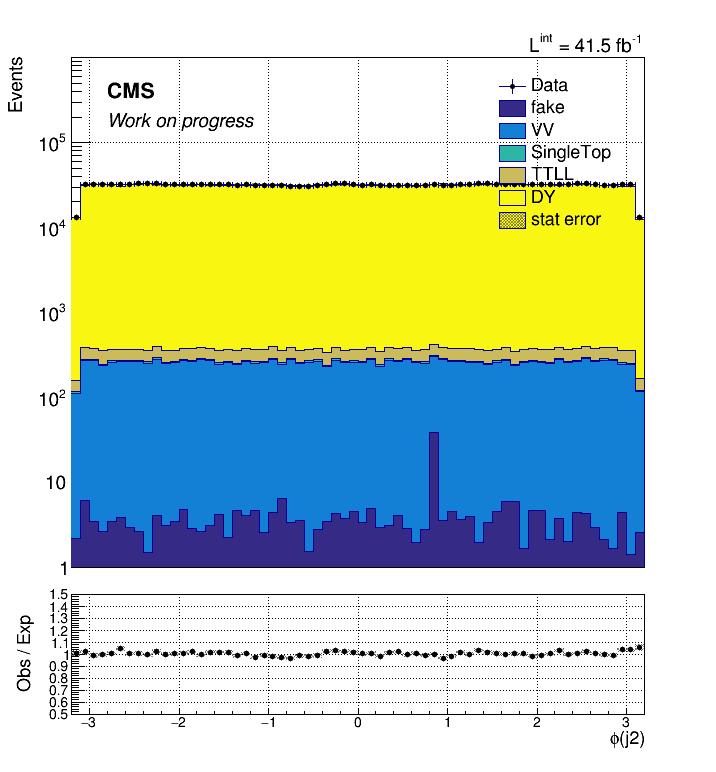 L^int = 41.5 fb^-1
Events
CMS
Work on progress
Data
fake
VV
SingleTop
TTLL
DY
stat error
10^5
10^4
10^3
10^2
10
1
Obs / Exp
1.5
1.4
1.3
1.2
1.1
1
0.9
0.8
0.7
0.6
0.5
−3 −2 −1 0 1 2 3
ϕ(j2)